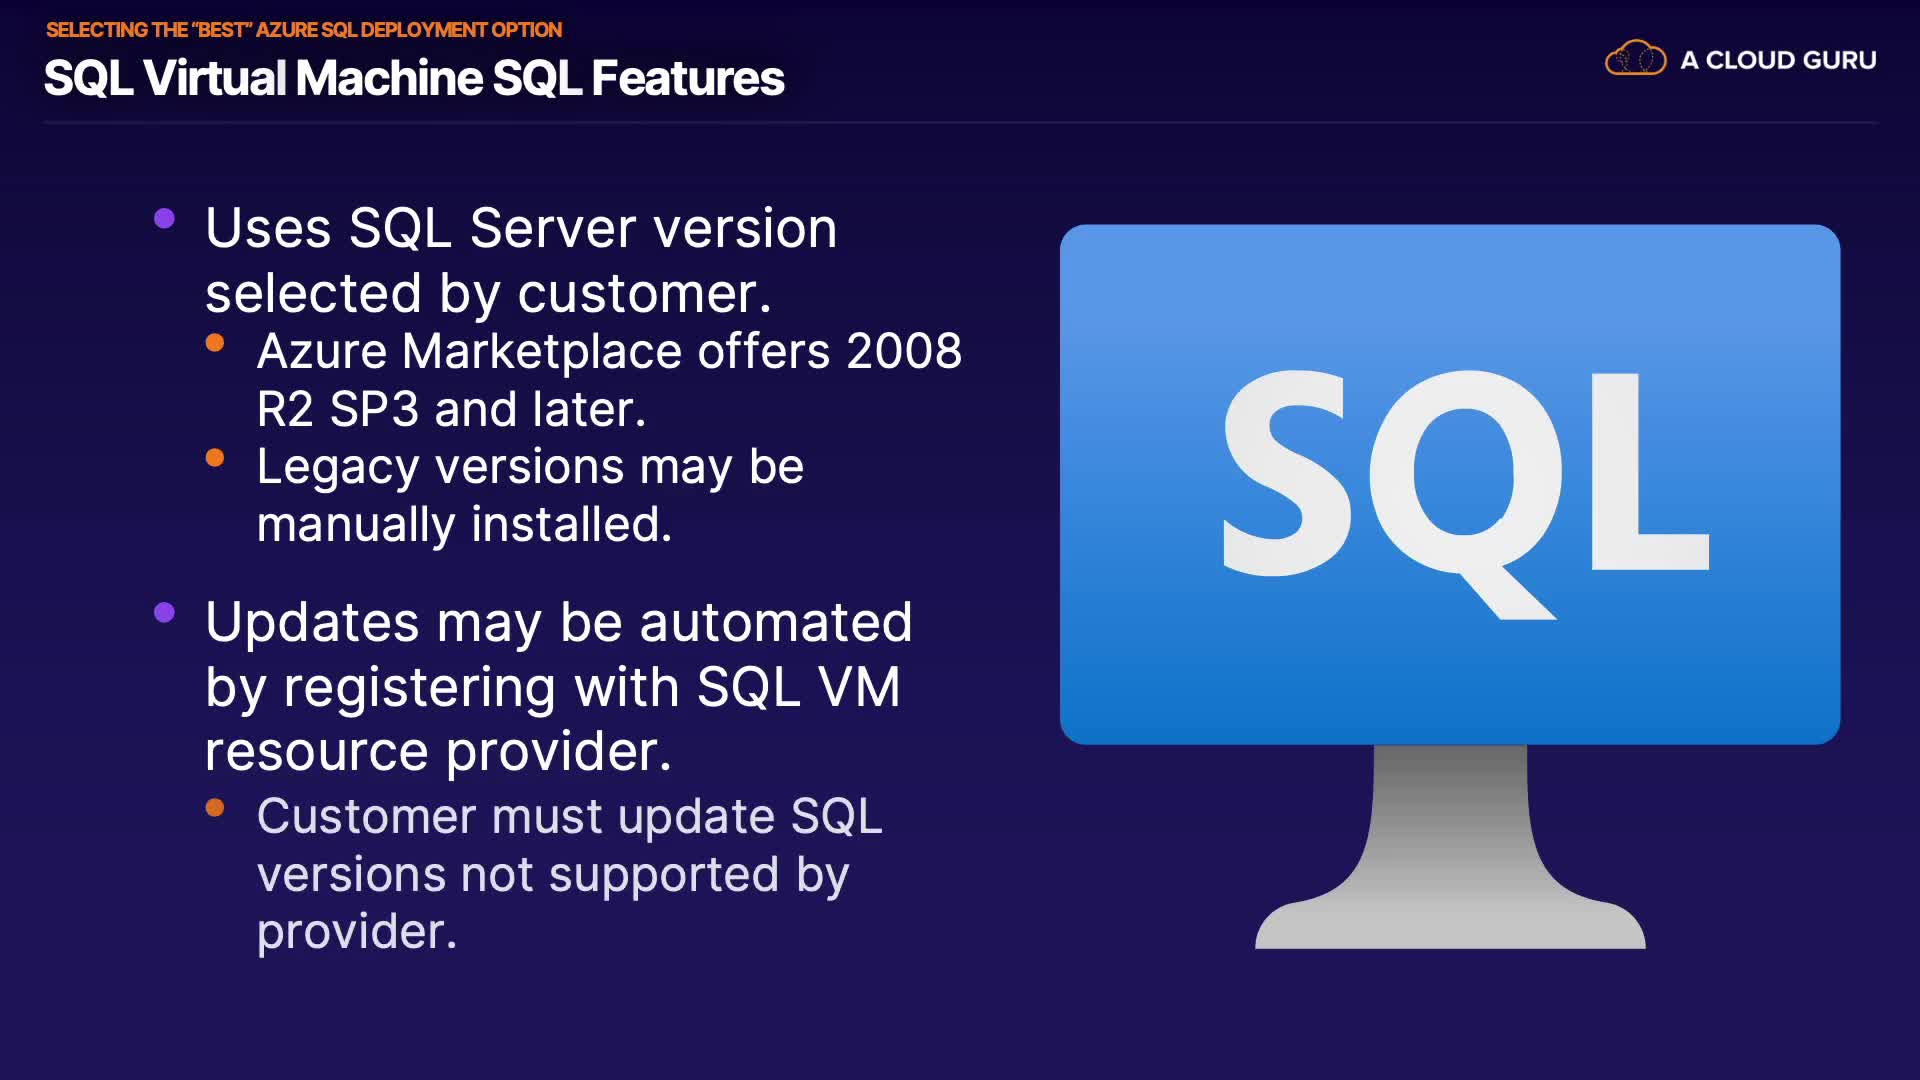 SELECTING THE “BEST” AZURE SQL DEPLOYMENT OPTION
SQL Virtual Machine SQL Features
A CLOUD GURU
Uses SQL Server version
selected by customer.
Azure Marketplace offers 2008
R2 SP3 and later.
Legacy versions may be
manually installed.
Updates may be automated
by registering with SQL VM
resource provider.
Customer must update SQL
versions not supported by
provider.
SQL